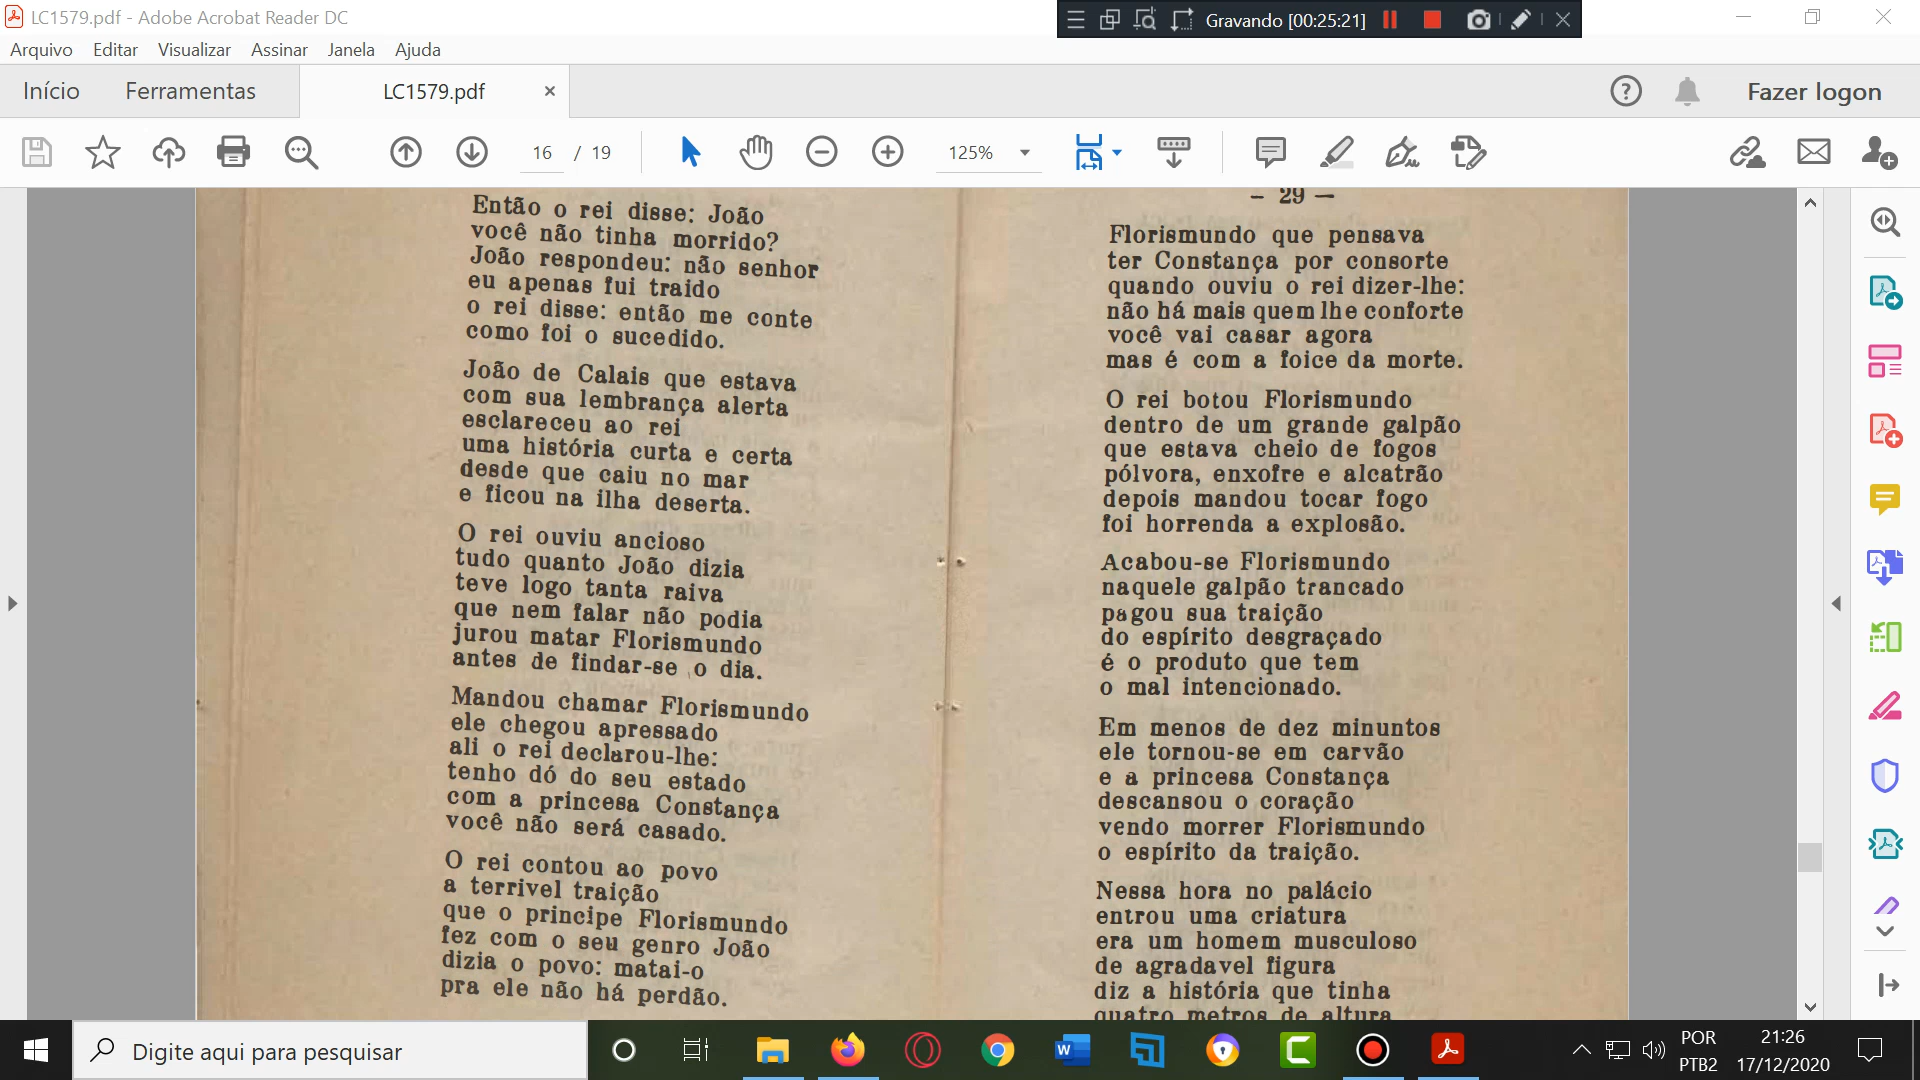 LC1579.pdf - Adobe Acrobat Reader DC
Gravando [00:25:21]
Arquivo Editar Visualizar Assinar Janela Ajuda
Início Ferramentas LC1579.pdf × Fazer logon
16 / 19 125%
Então o rei disse: João
você não tinha morrido?
João respondeu: não senhor
eu apenas fui traido
o rei disse: então me conte
como foi o sucedido.
João de Calais que estava
com sua lembrança alerta
esclareceu ao rei
uma história curta e certa
desde que caiu no mar
e ficou na ilha deserta.
O rei ouviu ancioso
tudo quanto João dizia
teve logo tanta raiva
que nem falar não podia
jurou matar Florismundo
antes de findar-se o dia.
Mandou chamar Florismundo
ele chegou apressado
ali o rei declarou-lhe:
tenho dó do seu estado
com a princesa Constança
você não será casado.
O rei contou ao povo
a terrivel traição
que o principe Florismundo
fez com o seu genro João
dizia o povo: matai-o
pra ele não há perdão.
— 29 —
Florismundo que pensava
ter Constança por consorte
quando ouviu o rei dizer-lhe:
não há mais quem lhe conforte
você vai casar agora
mas é com a foice da morte.
O rei botou Florismundo
dentro de um grande galpão
que estava cheio de fogos
pólvora, enxofre e alcatrão
depois mandou tocar fogo
foi horrenda a explosão.
Acabou-se Florismundo
naquele galpão trancado
pagou sua traição
do espírito desgraçado
é o produto que tem
o mal intencionado.
Em menos de dez minuntos
ele tornou-se em carvão
e a princesa Constança
descansou o coração
vendo morrer Florismundo
o espírito da traição.
Nessa hora no palácio
entrou uma criatura
era um homem musculoso
de agradavel figura
diz a história que tinha
quatro metros de altura
Digite aqui para pesquisar
POR
PTB2
21:26
17/12/2020